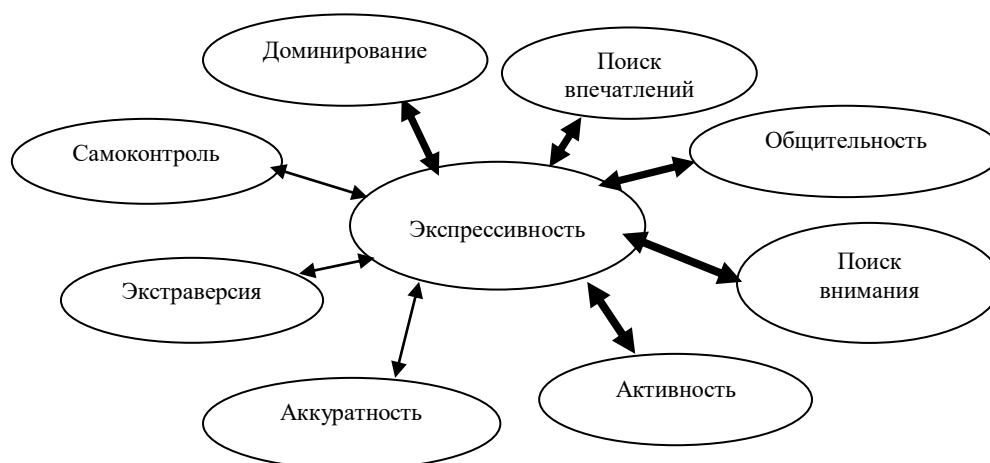 Доминирование
Поиск
впечатлений
Самоконтроль
Общительность
Экспрессивность
Экстраверсия
Поиск
внимания
Аккуратность
Активность